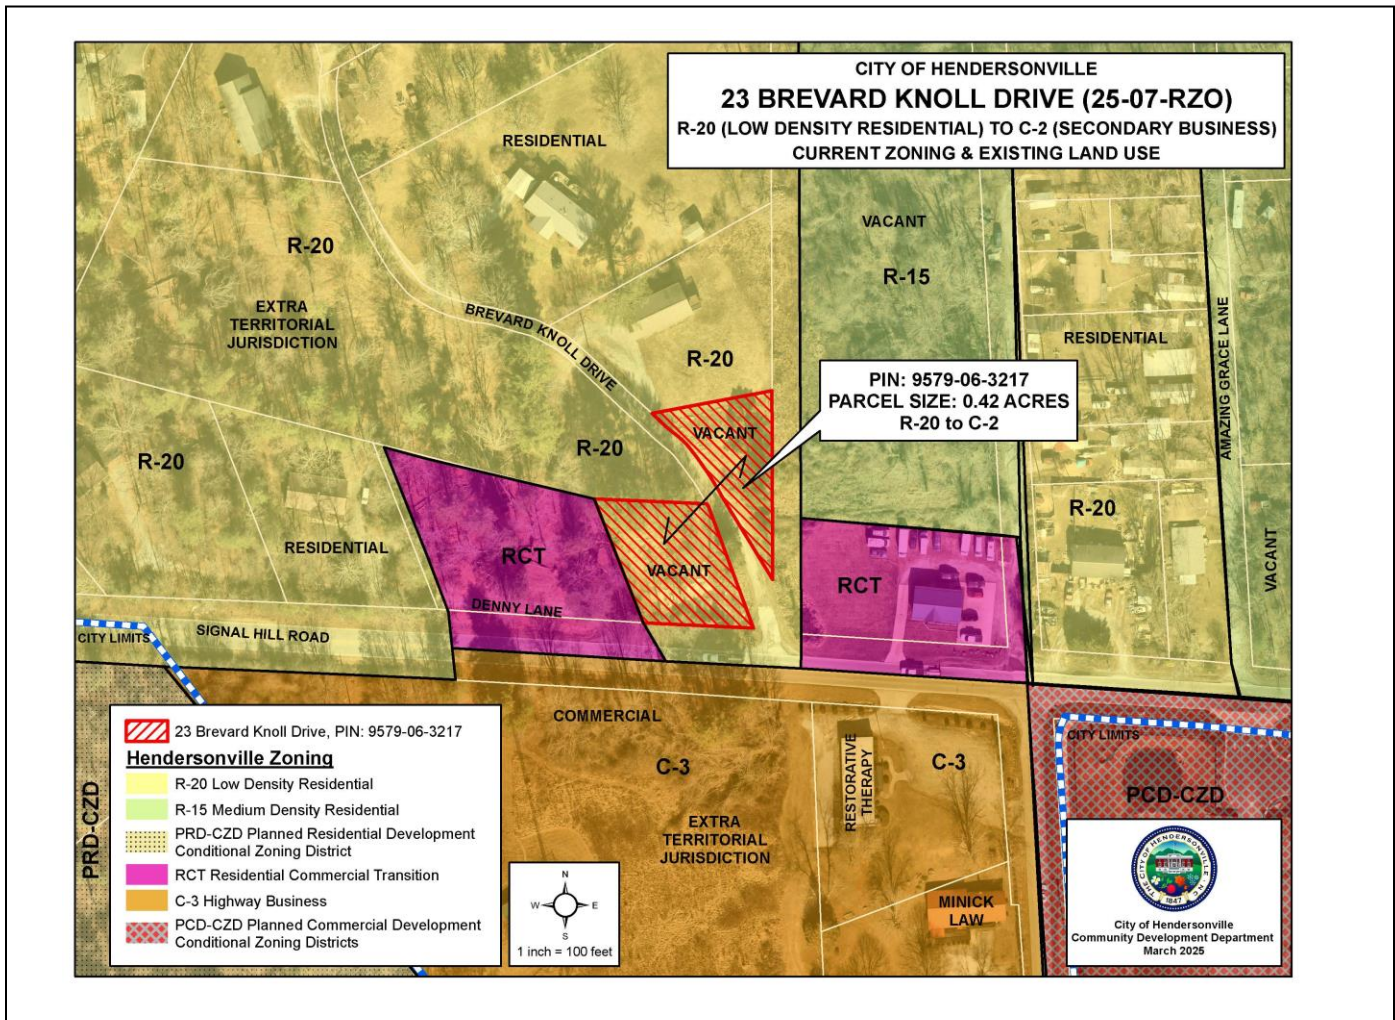 CITY OF HENDERSONVILLE
23 BREVARD KNOLL DRIVE (25-07-RZO)
R-20 (LOW DENSITY RESIDENTIAL) TO C-2 (SECONDARY BUSINESS)
CURRENT ZONING & EXISTING LAND USE
RESIDENTIAL
VACANT
R-20
R-15
EXTRA
TERRITORIAL
JURISDICTION
BREVARD KNOLL DRIVE
RESIDENTIAL
AMAZING GRACE LANE
R-20
PIN: 9579-06-3217
PARCEL SIZE: 0.42 ACRES
R-20 to C-2
VACANT
R-20
R-20
R-20
RESIDENTIAL
RCT
VACANT
RCT
VACANT
DENNY LANE
SIGNAL HILL ROAD
CITY LIMITS
COMMERCIAL
C-3
RESTORATIVE
THERAPY
C-3
CITY LIMITS
PCD-CZD
EXTRA
TERRITORIAL
JURISDICTION
MINICK
LAW
PRD-CZD
23 Brevard Knoll Drive, PIN: 9579-06-3217
Hendersonville Zoning
R-20 Low Density Residential
R-15 Medium Density Residential
PRD-CZD Planned Residential Development
Conditional Zoning District
RCT Residential Commercial Transition
C-3 Highway Business
PCD-CZD Planned Commercial Development
Conditional Zoning Districts
N
W E
S
1 inch = 100 feet
THE CITY OF HENDERSONVILLE, N.C.
1847
City of Hendersonville
Community Development Department
March 2025